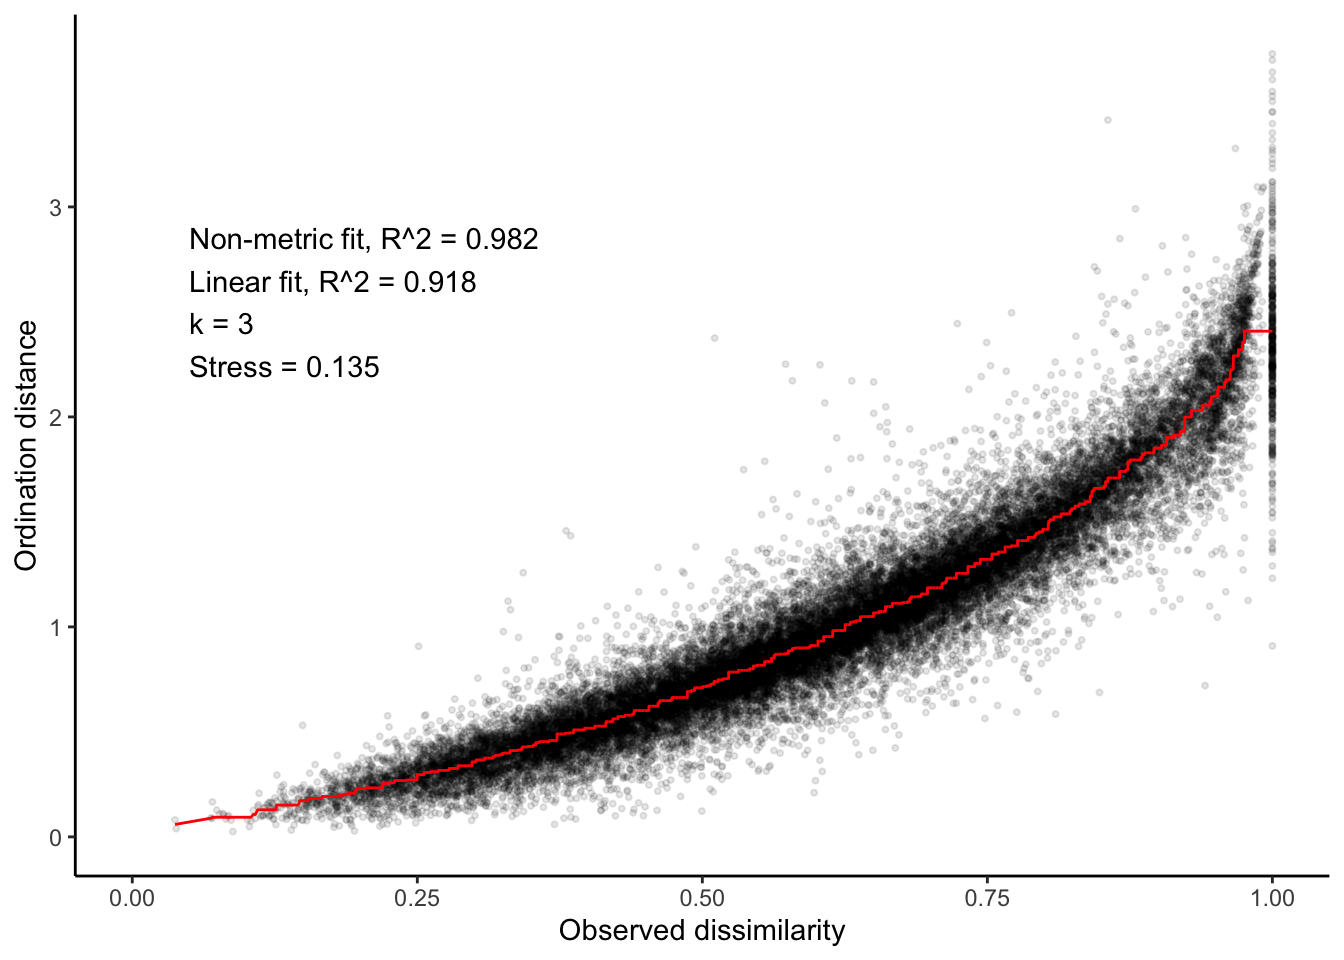 3
2
1
0
Ordination distance
Non-metric fit, R^2 = 0.982
Linear fit, R^2 = 0.918
k = 3
Stress = 0.135
0.00 0.25 0.50 0.75 1.00
Observed dissimilarity